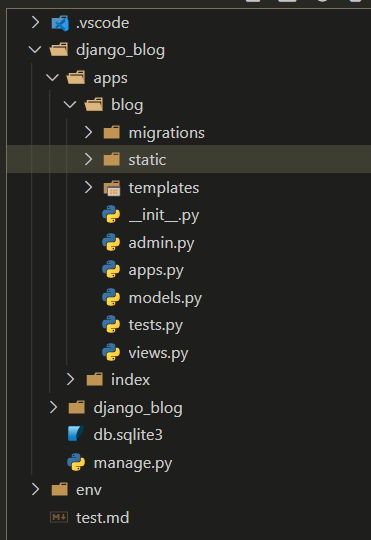 .vscode
django_blog
apps
blog
migrations
static
templates
__init__.py
admin.py
apps.py
models.py
tests.py
views.py
index
django_blog
db.sqlite3
manage.py
env
test.md